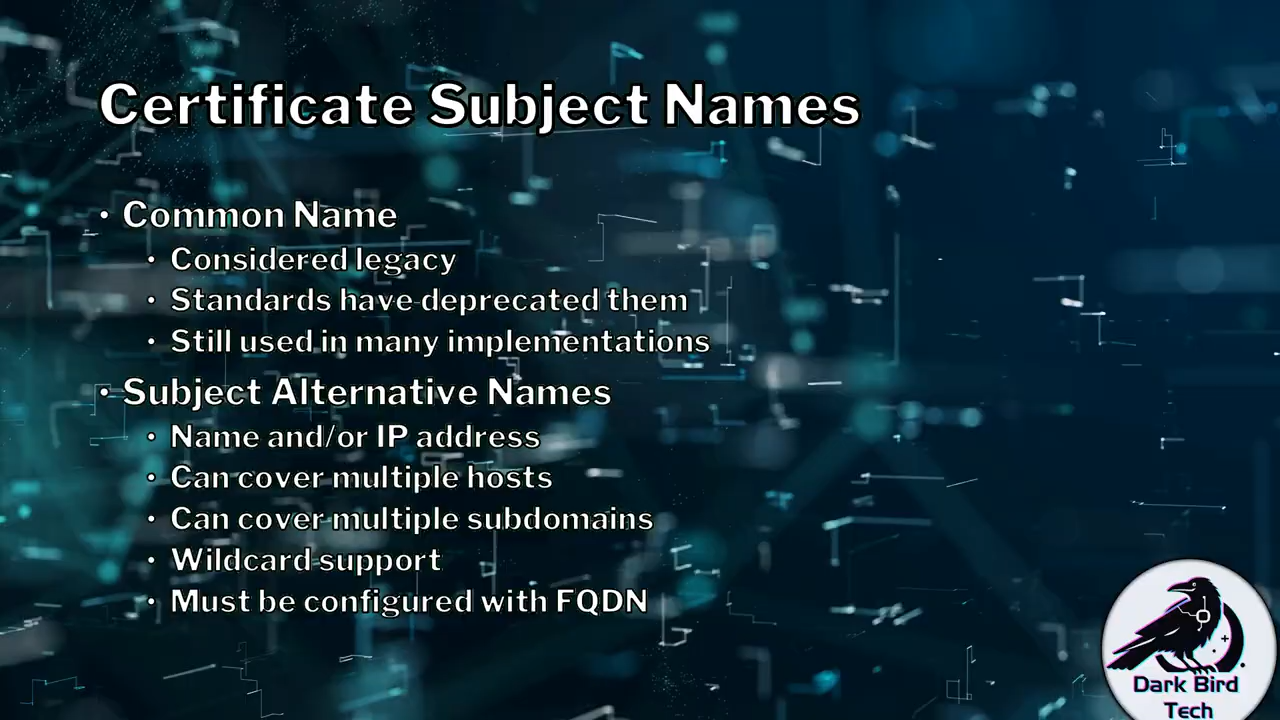 Certificate Subject Names
• Common Name
• Considered legacy
• Standards have deprecated them
• Still used in many implementations
• Subject Alternative Names
• Name and/or IP address
• Can cover multiple hosts
• Can cover multiple subdomains
• Wildcard support
• Must be configured with FQDN
Dark Bird
Tech